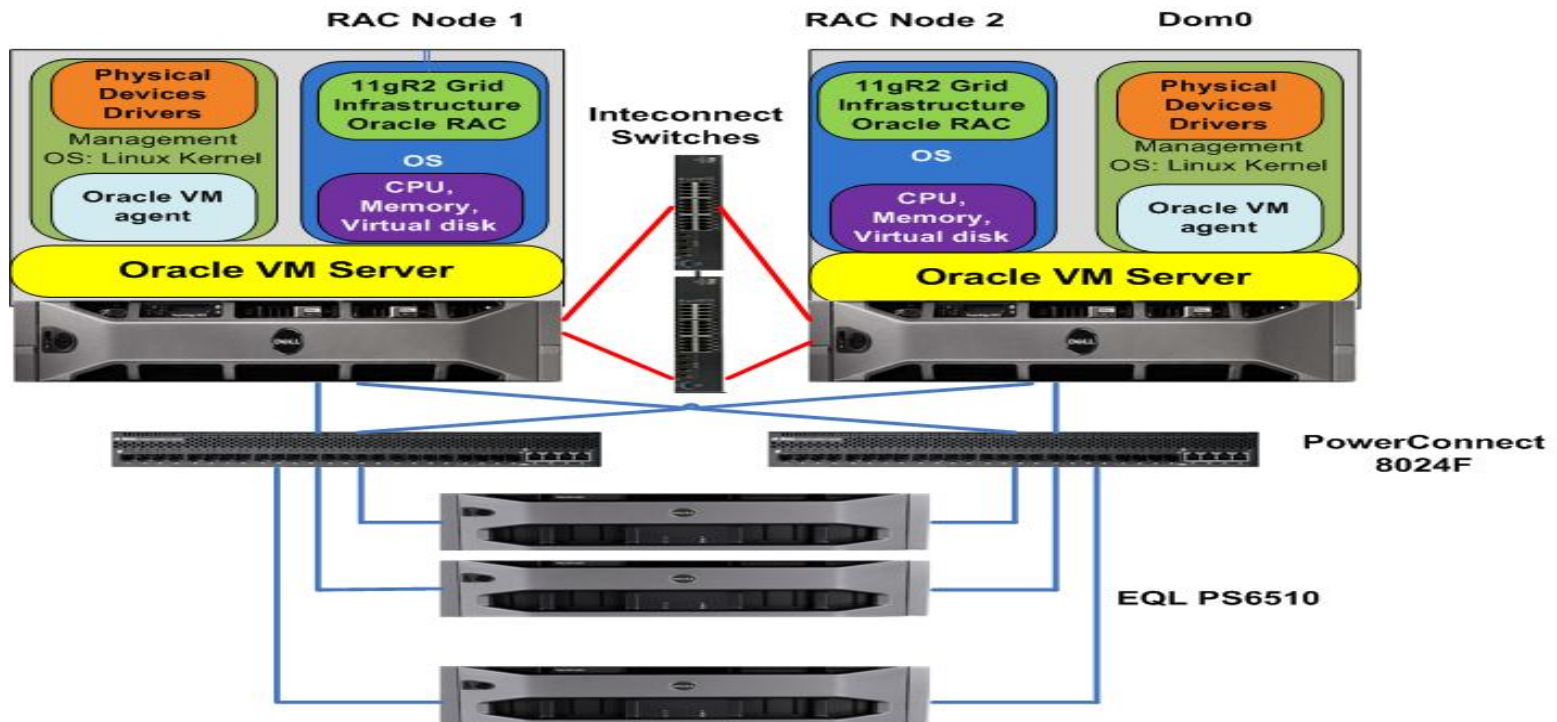 RAC Node 1
RAC Node 2
Dom0
Physical
Devices
Drivers
Management
OS: Linux Kernel
Oracle VM
agent
11gR2 Grid
Infrastructure
Oracle RAC
OS
CPU,
Memory,
Virtual disk
Oracle VM Server
Inteconnect
Switches
11gR2 Grid
Infrastructure
Oracle RAC
OS
CPU,
Memory,
Virtual disk
Physical
Devices
Drivers
Management
OS: Linux Kernel
Oracle VM
agent
Oracle VM Server
DELL
DELL
PowerConnect
8024F
EQL PS6510